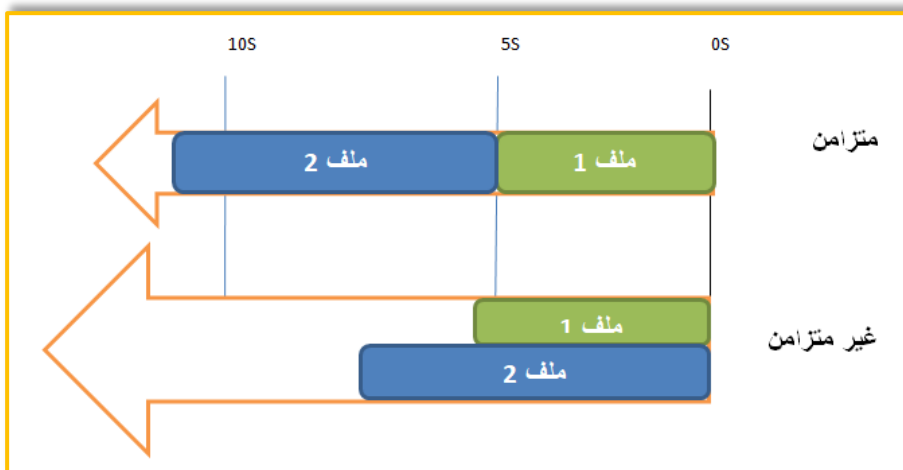 0S 5S 10S
متزامن
ملف 1 ملف 2
ملف 1
غير متزامن
ملف 2